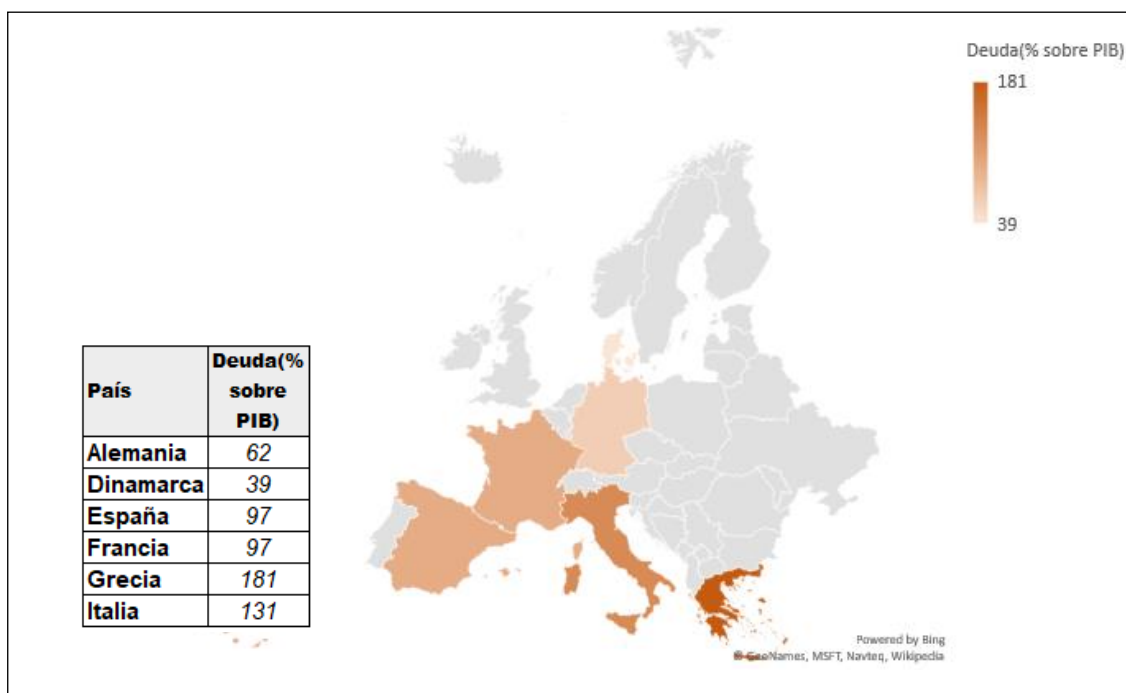 Deuda(% sobre PIB)
181
39
País
Deuda(%
sobre
PIB)
Alemania 62
Dinamarca 39
España 97
Francia 97
Grecia 181
Italia 131
Powered by Bing
© GeoNames, MSFT, Navteq, Wikipedia